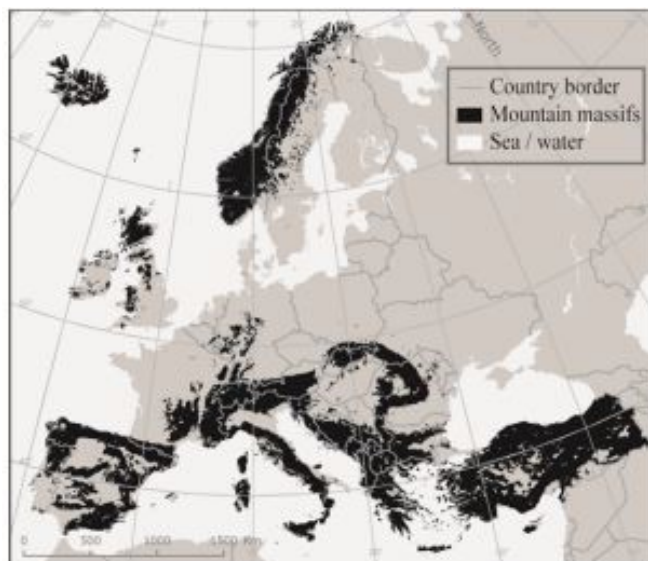 North
Country border
Mountain massifs
Sea / water
0 500 1000 1500 Km